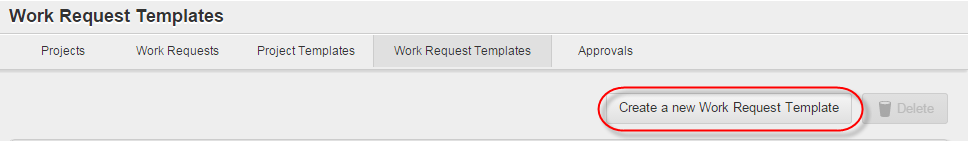 Work Request Templates
Projects Work Requests Project Templates Work Request Templates Approvals
Create a new Work Request Template Delete